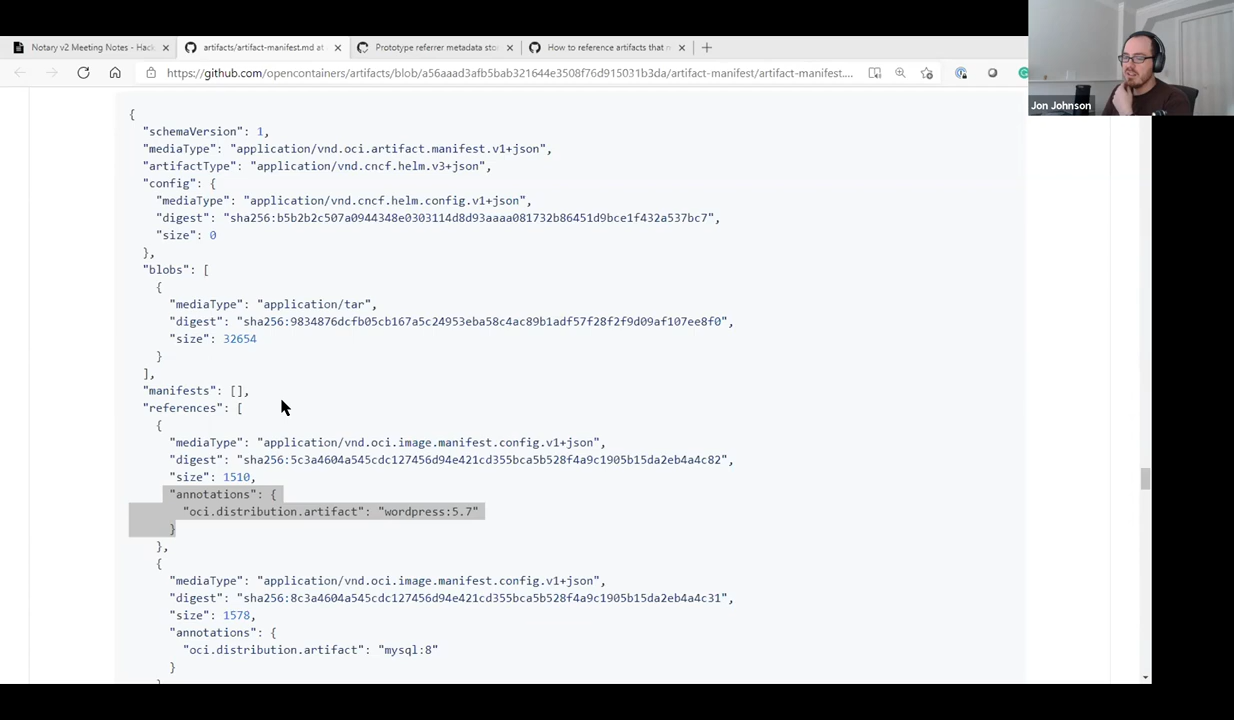 Notary v2 Meeting Notes - Hack
artifacts/artifact-manifest.md at
Prototype referrer metadata sto
How to reference artifacts that
https://github.com/opencontainers/artifacts/blob/a56aaad3afb5bab321644e3508f76d915031b3da/artifact-manifest/artifact-manifest....
Jon Johnson
{
"schemaVersion": 1,
"mediaType": "application/vnd.oci.artifact.manifest.v1+json",
"artifactType": "application/vnd.cncf.helm.v3+json",
"config": {
"mediaType": "application/vnd.cncf.helm.config.v1+json",
"digest": "sha256:b5b2b2c507a0944348e0303114d8d93aaaa081732b86451d9bce1f432a537bc7",
"size": 0
},
"blobs": [
{
"mediaType": "application/tar",
"digest": "sha256:9834876dcfb05cb167a5c24953eba58c4ac89b1adf57f28f2f9d09af107ee8f0",
"size": 32654
}
],
"manifests": [],
"references": [
{
"mediaType": "application/vnd.oci.image.manifest.config.v1+json",
"digest": "sha256:5c3a4604a545cdc127456d94e421cd355bca5b528f4a9c1905b15da2eb4a4c82",
"size": 1510,
"annotations": {
"oci.distribution.artifact": "wordpress:5.7"
}
},
{
"mediaType": "application/vnd.oci.image.manifest.config.v1+json",
"digest": "sha256:8c3a4604a545cdc127456d94e421cd355bca5b528f4a9c1905b15da2eb4a4c31",
"size": 1578,
"annotations": {
"oci.distribution.artifact": "mysql:8"
}